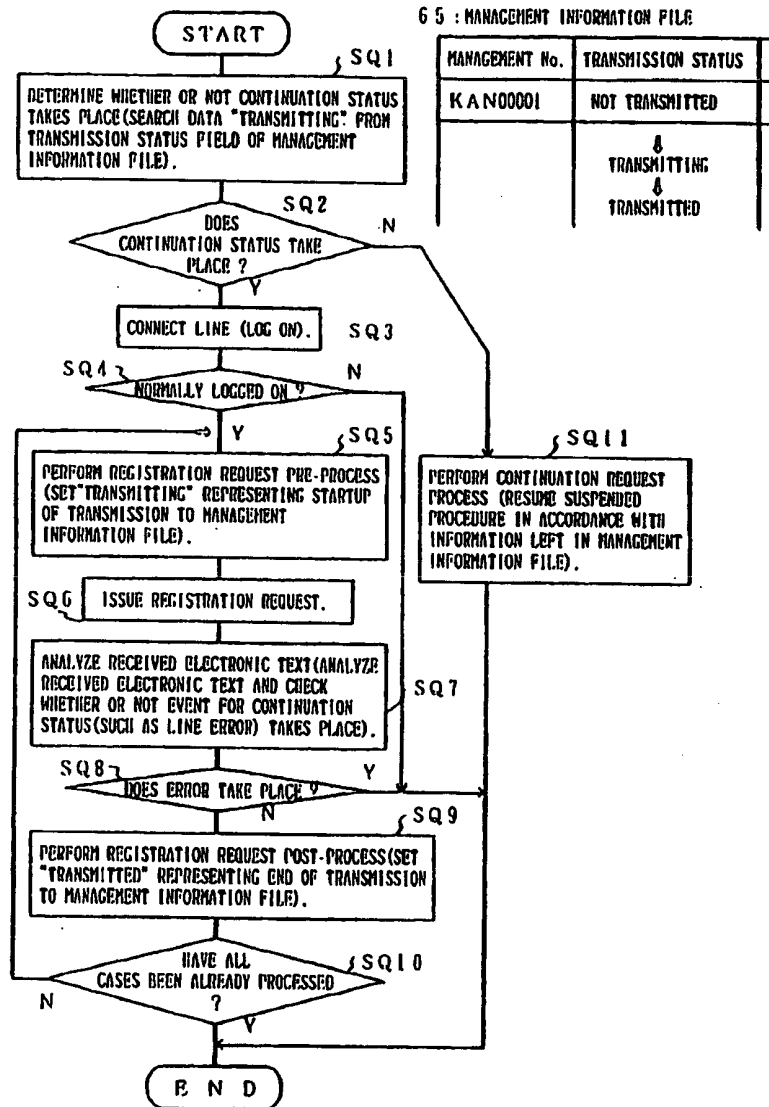 START
SQ1
DETERMINE WHETHER OR NOT CONTINUATION STATUS
TAKES PLACE(SEARCH DATA "TRANSMITTING" FROM
TRANSMISSION STATUS FIELD OF MANAGEMENT
INFORMATION FILE).
65 : MANAGEMENT INFORMATION FILE
MANAGEMENT No. TRANSMISSION STATUS
KAN00001 NOT TRANSMITTED
⇓
TRANSMITTING
⇓
TRANSMITTED
SQ2
DOES
CONTINUATION STATUS TAKE
PLACE ?
N
Y
CONNECT LINE (LOG ON).
SQ3
SQ4
NORMALLY LOGGED ON ?
N
Y
SQ5
PERFORM REGISTRATION REQUEST PRE-PROCESS
(SET"TRANSMITTING" REPRESENTING STARTUP
OF TRANSMISSION TO MANAGEMENT
INFORMATION FILE).
SQ11
PERFORM CONTINUATION REQUEST
PROCESS (RESUME SUSPENDED
PROCEDURE IN ACCORDANCE WITH
INFORMATION LEFT IN MANAGEMENT
INFORMATION FILE).
SQ6
ISSUE REGISTRATION REQUEST.
ANALYZE RECEIVED ELECTRONIC TEXT(ANALYZE
RECEIVED ELECTRONIC TEXT AND CHECK
WHETHER OR NOT EVENT FOR CONTINUATION
STATUS(SUCH AS LINE ERROR) TAKES PLACE).
SQ7
SQ8
DOES ERROR TAKE PLACE ?
Y
N
SQ9
PERFORM REGISTRATION REQUEST POST-PROCESS(SET
"TRANSMITTED" REPRESENTING END OF TRANSMISSION
TO MANAGEMENT INFORMATION FILE).
HAVE ALL
CASES BEEN ALREADY PROCESSED
?
SQ10
N
Y
END